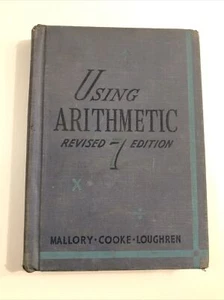 USING
ARITHMETIC
REVISED 7 EDITION
MALLORY · COOKE · LOUGHREN